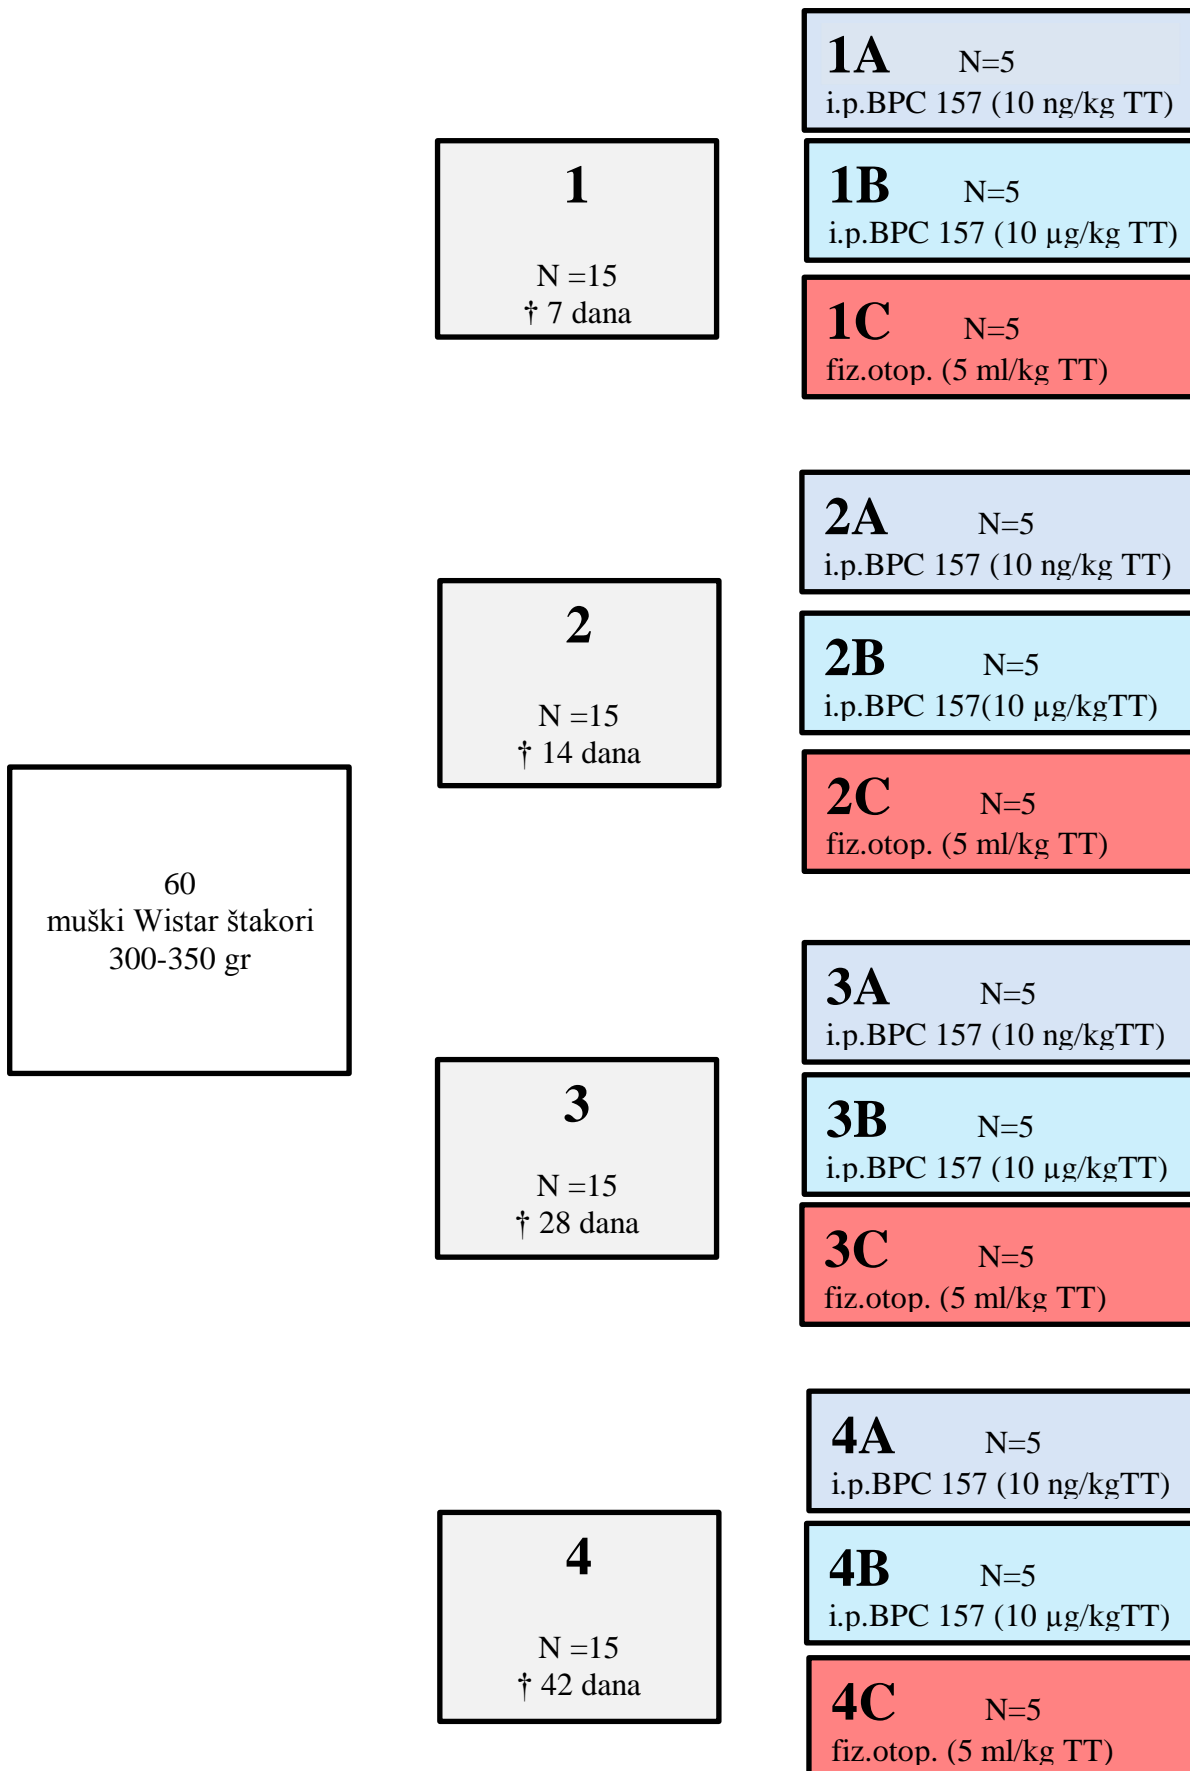 60
muški Wistar štakori
300-350 gr
1
N =15
† 7 dana
1A N=5
i.p.BPC 157 (10 ng/kg TT)
1B N=5
i.p.BPC 157 (10 µg/kg TT)
1C N=5
fiz.otop. (5 ml/kg TT)
2
N =15
† 14 dana
2A N=5
i.p.BPC 157 (10 ng/kg TT)
2B N=5
i.p.BPC 157(10 µg/kgTT)
2C N=5
fiz.otop. (5 ml/kg TT)
3
N =15
† 28 dana
3A N=5
i.p.BPC 157 (10 ng/kgTT)
3B N=5
i.p.BPC 157 (10 µg/kgTT)
3C N=5
fiz.otop. (5 ml/kg TT)
4
N =15
† 42 dana
4A N=5
i.p.BPC 157 (10 ng/kgTT)
4B N=5
i.p.BPC 157 (10 µg/kgTT)
4C N=5
fiz.otop. (5 ml/kg TT)